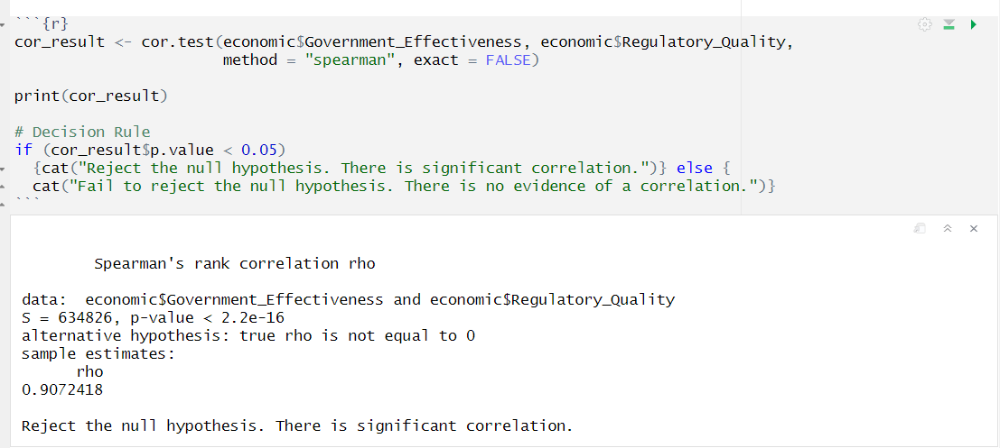 ```{r}
cor_result <- cor.test(economic$Government_Effectiveness, economic$Regulatory_Quality,
                      method = "spearman", exact = FALSE)
print(cor_result)
# Decision Rule
if (cor_result$p.value < 0.05)
  {cat("Reject the null hypothesis. There is significant correlation.")} else {
  cat("Fail to reject the null hypothesis. There is no evidence of a correlation.")}
```
Spearman's rank correlation rho
data:  economic$Government_Effectiveness and economic$Regulatory_Quality
S = 634826, p-value < 2.2e-16
alternative hypothesis: true rho is not equal to 0
sample estimates:
      rho
0.9072418
Reject the null hypothesis. There is significant correlation.